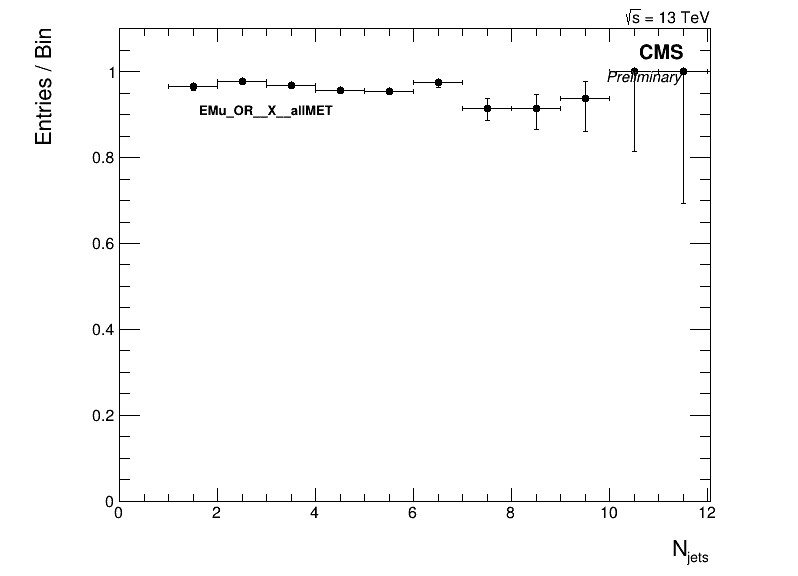 √s = 13 TeV
CMS
Preliminary
Entries / Bin
EMu_OR__X__allMET
1
0.8
0.6
0.4
0.2
0
0 2 4 6 8 10 12
Njets